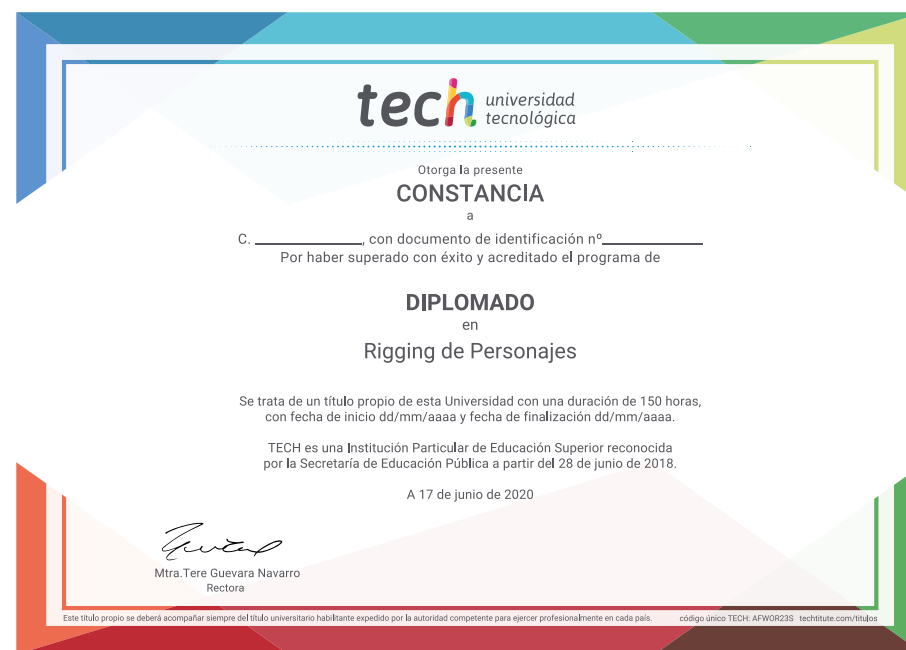 tech universidad
tecnológica
Otorga la presente
CONSTANCIA
a
C. ____________, con documento de identificación nº____________
Por haber superado con éxito y acreditado el programa de
DIPLOMADO
en
Rigging de Personajes
Se trata de un título propio de esta Universidad con una duración de 150 horas,
con fecha de inicio dd/mm/aaaa y fecha de finalización dd/mm/aaaa.
TECH es una Institución Particular de Educación Superior reconocida
por la Secretaría de Educación Pública a partir del 28 de junio de 2018.
A 17 de junio de 2020
Mtra.Tere Guevara Navarro
Rectora
Este título propio se deberá acompañar siempre del título universitario habilitante expedido por la autoridad competente para ejercer profesionalmente en cada país. código único TECH: AFWOR23S techtitute.com/titulos